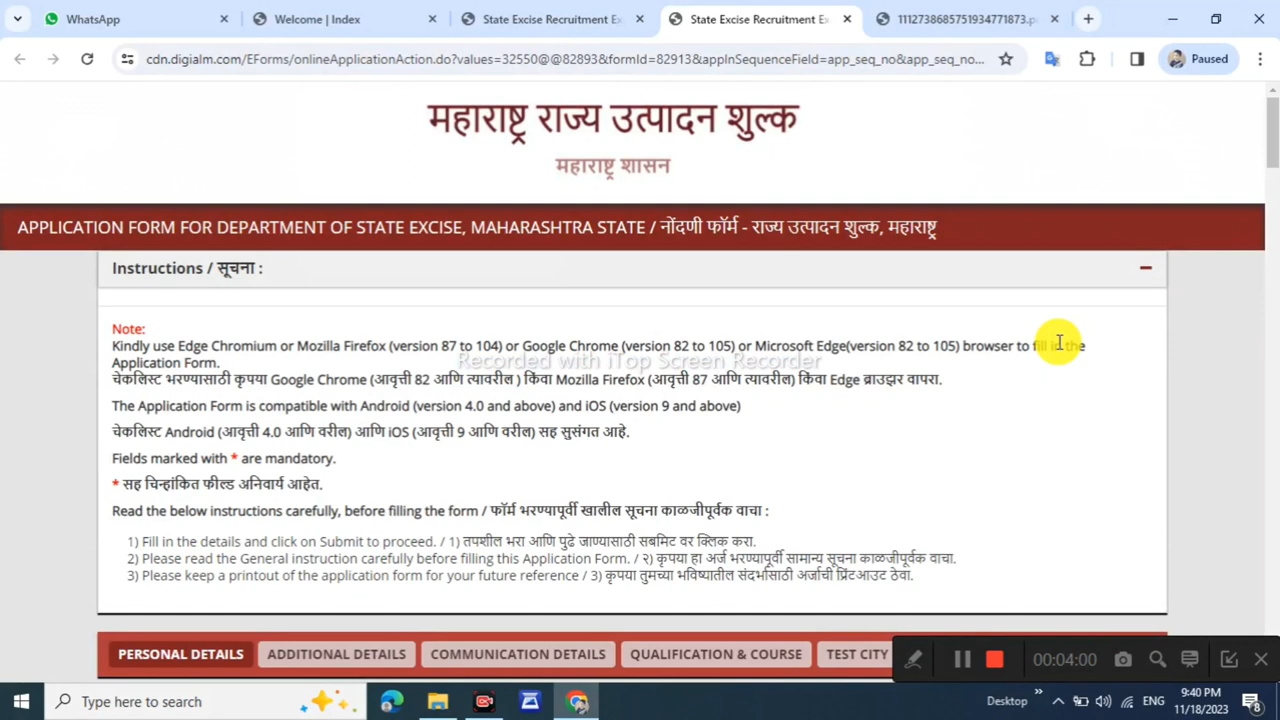 WhatsApp
Welcome | Index
State Excise Recruitment Ex
State Excise Recruitment Ex
1112738685751934771873.p
cdn.digialm.com/EForms/onlineApplicationAction.do?values=32550@@82893&formId=82913&appInSequenceField=app_seq_no&app_seq_no...
Paused
महाराष्ट्र राज्य उत्पादन शुल्क
महाराष्ट्र शासन
APPLICATION FORM FOR DEPARTMENT OF STATE EXCISE, MAHARASHTRA STATE / नोंदणी फॉर्म - राज्य उत्पादन शुल्क, महाराष्ट्र
Instructions / सूचना :
Note:
Kindly use Edge Chromium or Mozilla Firefox (version 87 to 104) or Google Chrome (version 82 to 105) or Microsoft Edge(version 82 to 105) browser to fill in the
Application Form.
Recorded with iTop Screen Recorder
चेकलिस्ट भरण्यासाठी कृपया Google Chrome (आवृत्ती 82 आणि त्यावरील ) किंवा Mozilla Firefox (आवृत्ती 87 आणि त्यावरील) किंवा Edge ब्राउझर वापरा.
The Application Form is compatible with Android (version 4.0 and above) and iOS (version 9 and above)
चेकलिस्ट Android (आवृत्ती 4.0 आणि वरील) आणि iOS (आवृत्ती 9 आणि वरील) सह सुसंगत आहे.
Fields marked with * are mandatory.
* सह चिन्हांकित फील्ड अनिवार्य आहेत.
Read the below instructions carefully, before filling the form / फॉर्म भरण्यापूर्वी खालील सूचना काळजीपूर्वक वाचा :
1) Fill in the details and click on Submit to proceed. / 1) तपशील भरा आणि पुढे जाण्यासाठी सबमिट वर क्लिक करा.
2) Please read the General instruction carefully before filling this Application Form. / २) कृपया हा अर्ज भरण्यापूर्वी सामान्य सूचना काळजीपूर्वक वाचा.
3) Please keep a printout of the application form for your future reference / 3) कृपया तुमच्या भविष्यातील संदर्भासाठी अर्जाची प्रिंटआउट ठेवा.
PERSONAL DETAILS ADDITIONAL DETAILS COMMUNICATION DETAILS QUALIFICATION & COURSE TEST CITY
00:04:00
Type here to search
Desktop
ENG
9:40 PM
11/18/2023
8